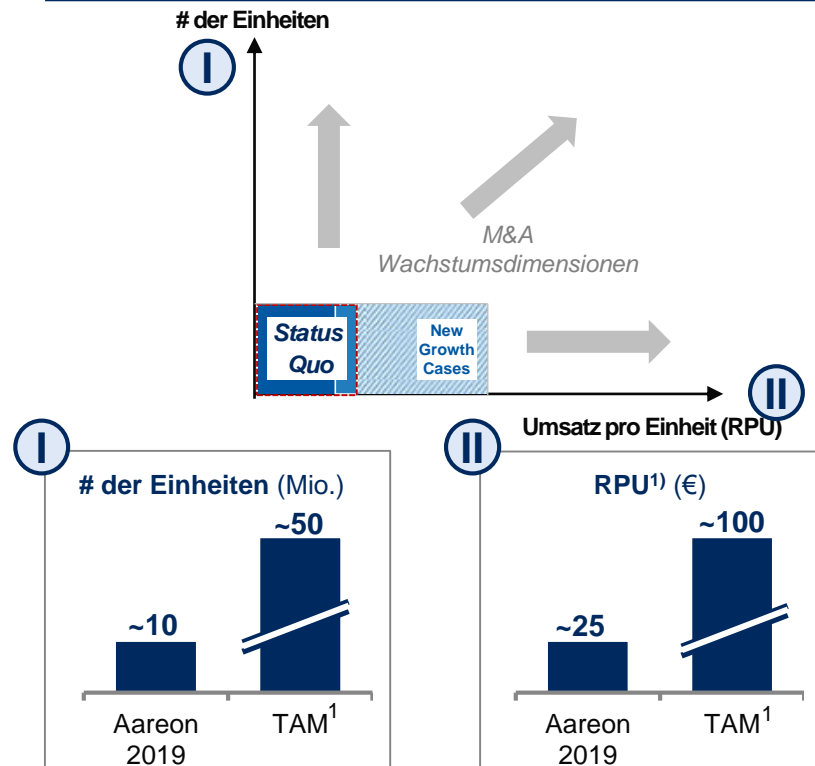 # der Einheiten
I
M&A
Wachstumsdimensionen
Status
Quo
New
Growth
Cases
II
Umsatz pro Einheit (RPU)
I
# der Einheiten (Mio.)
~50
~10
Aareon
2019
TAM1
II
RPU1) (€)
~100
~25
Aareon
2019
TAM1